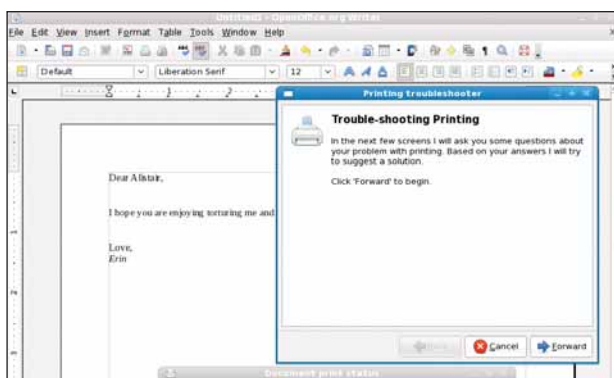 Untitled1 - OpenOffice.org Writer
File Edit View Insert Format Table Tools Window Help
Default Liberation Serif 12
Printing troubleshooter
Trouble-shooting Printing
In the next few screens I will ask you some questions about
your problem with printing. Based on your answers I will try
to suggest a solution.
Click 'Forward' to begin.
Dear Alistair,
I hope you are enjoying torturing me and
Love,
Erin
Cancel Forward
Document print status